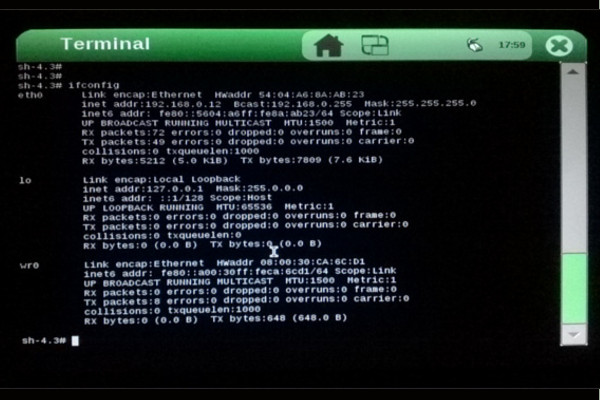 Terminal
17:59
sh-4.3#
sh-4.3#
sh-4.3# ifconfig
eth0 Link encap:Ethernet HWaddr 54:04:A6:8A:AB:23
inet addr:192.168.0.12 Bcast:192.168.0.255 Mask:255.255.255.0
inet6 addr: fe80::5604:a6ff:fe8a:ab23/64 Scope:Link
UP BROADCAST RUNNING MULTICAST MTU:1500 Metric:1
RX packets:72 errors:0 dropped:0 overruns:0 frame:0
TX packets:49 errors:0 dropped:0 overruns:0 carrier:0
collisions:0 txqueuelen:1000
RX bytes:5212 (5.0 KiB) TX bytes:7809 (7.6 KiB)
lo Link encap:Local Loopback
inet addr:127.0.0.1 Mask:255.0.0.0
inet6 addr: ::1/128 Scope:Host
UP LOOPBACK RUNNING MTU:65536 Metric:1
RX packets:0 errors:0 dropped:0 overruns:0 frame:0
TX packets:0 errors:0 dropped:0 overruns:0 carrier:0
collisions:0 txqueuelen:0
RX bytes:0 (0.0 B) TX bytes:0 (0.0 B)
wr0 Link encap:Ethernet HWaddr 08:00:30:CA:6C:D1
inet6 addr: fe80::a00:30ff:feca:6cd1/64 Scope:Link
UP BROADCAST RUNNING MULTICAST MTU:1500 Metric:1
RX packets:0 errors:0 dropped:0 overruns:0 frame:0
TX packets:8 errors:0 dropped:0 overruns:0 carrier:0
collisions:0 txqueuelen:1000
RX bytes:0 (0.0 B) TX bytes:648 (648.0 B)
sh-4.3#